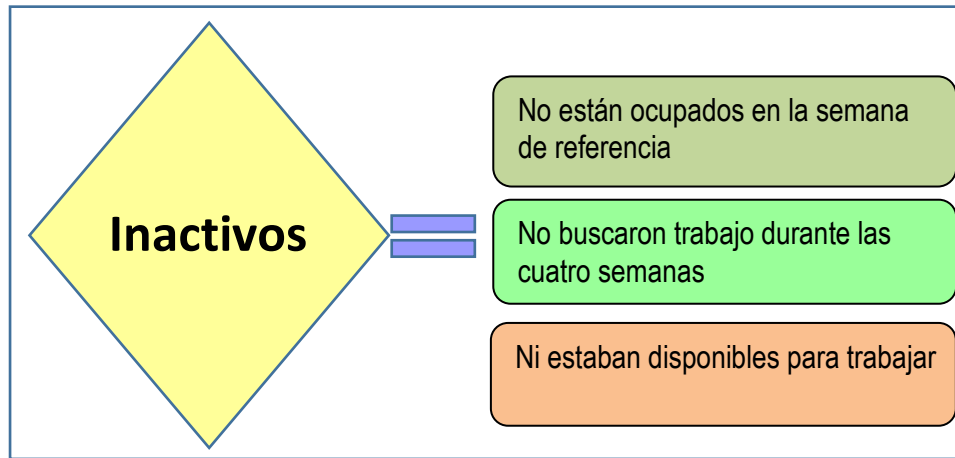 Inactivos
No están ocupados en la semana
de referencia
No buscaron trabajo durante las
cuatro semanas
Ni estaban disponibles para trabajar